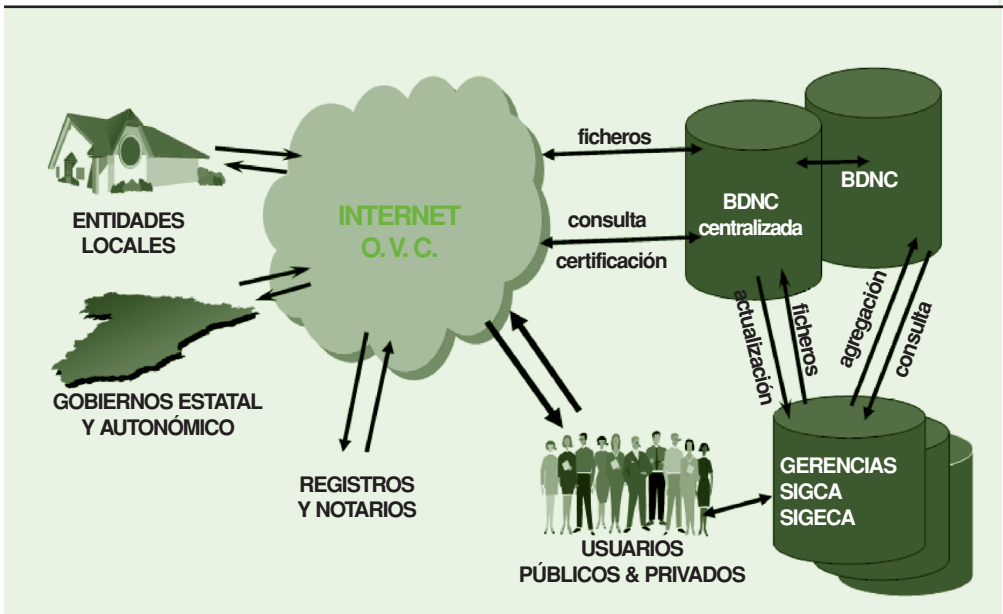 ficheros
BDNC
BDNC
centralizada
ENTIDADES
LOCALES
INTERNET
O. V. C.
consulta
certificación
actualización
ficheros
agregación
consulta
GOBIERNOS ESTATAL
Y AUTONÓMICO
REGISTROS
Y NOTARIOS
GERENCIAS
SIGCA
SIGECA
USUARIOS
PÚBLICOS & PRIVADOS